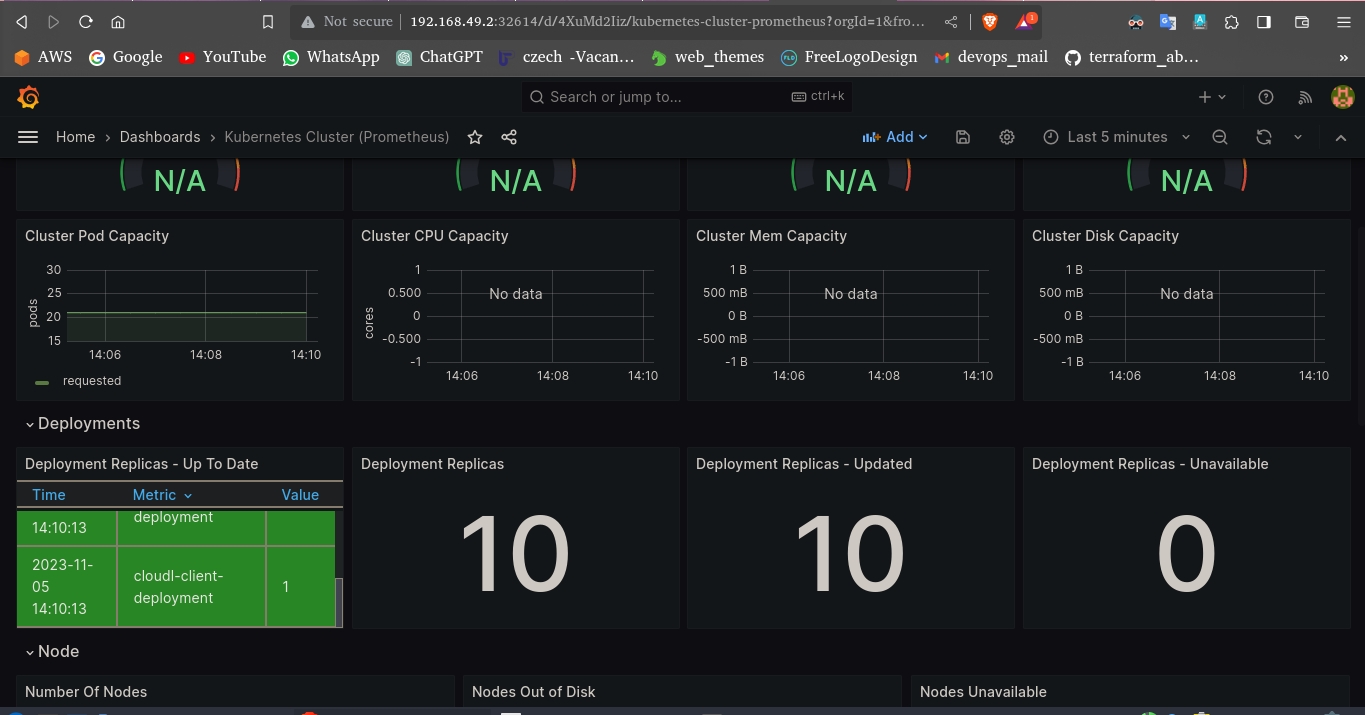 Not secure 192.168.49.2:32614/d/4XuMd2Iiz/kubernetes-cluster-prometheus?orgId=1&fro... 1
AWS Google YouTube WhatsApp ChatGPT czech -Vacan... web_themes FLD FreeLogoDesign devops_mail terraform_ab... »
Search or jump to... ctrl+k
Home › Dashboards › Kubernetes Cluster (Prometheus) Add Last 5 minutes
N/A N/A N/A N/A
Cluster Pod Capacity
30
25
20
15
pods
14:06 14:08 14:10
requested
Cluster CPU Capacity
1
0.500
0
-0.500
-1
cores
No data
14:06 14:08 14:10
Cluster Mem Capacity
1 B
500 mB
0 B
-500 mB
-1 B
No data
14:06 14:08 14:10
Cluster Disk Capacity
1 B
500 mB
0 B
-500 mB
-1 B
No data
14:06 14:08 14:10
Deployments
Deployment Replicas - Up To Date
Time Metric Value
deployment
14:10:13
2023-11-
05
14:10:13
cloudl-client-
deployment
1
Deployment Replicas
10
Deployment Replicas - Updated
10
Deployment Replicas - Unavailable
0
Node
Number Of Nodes
Nodes Out of Disk
Nodes Unavailable